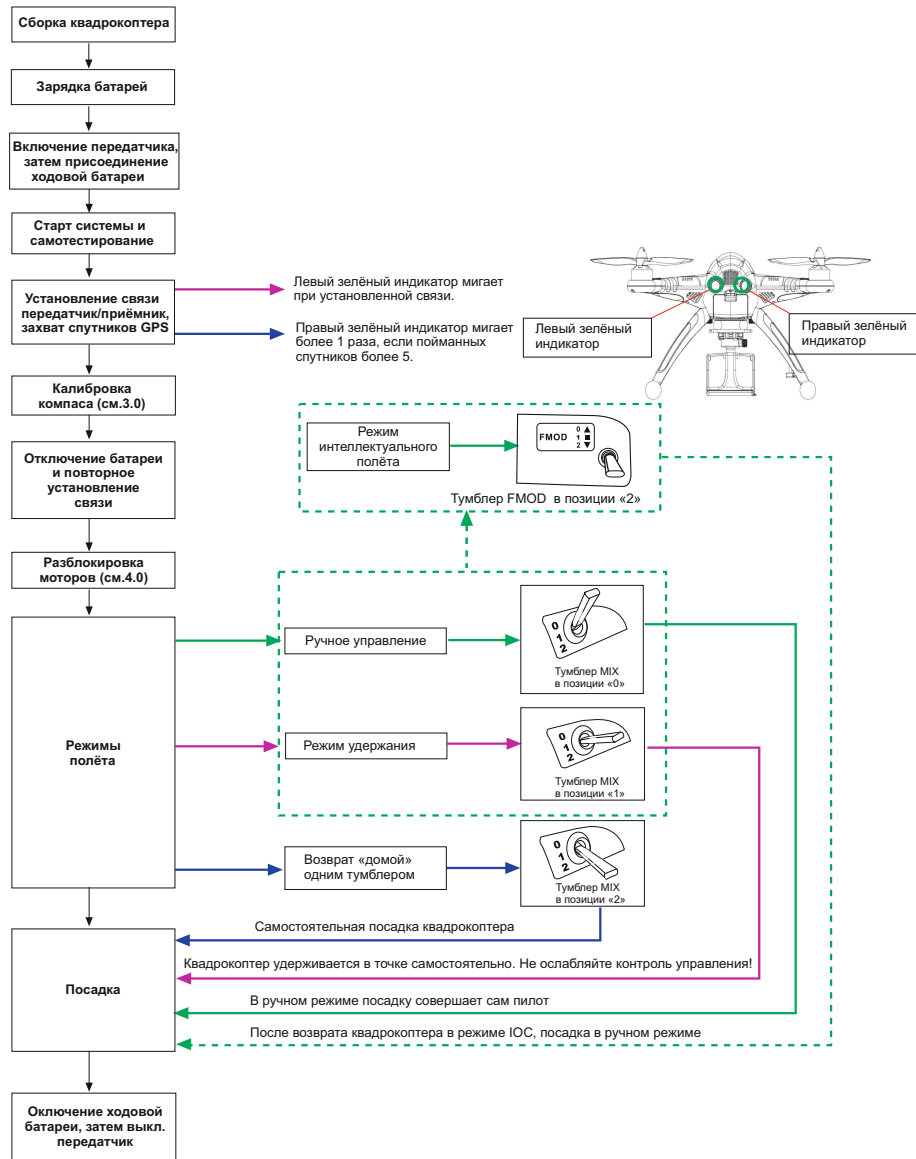 Сборка квадрокоптера
Зарядка батарей
Включение передатчика,
затем присоединение
ходовой батареи
Старт системы и
самотестирование
Установление связи
передатчик/приёмник,
захват спутников GPS
Левый зелёный индикатор мигает
при установленной связи.
Правый зелёный индикатор мигает
более 1 раза, если пойманных
спутников более 5.
Левый зелёный
индикатор
Правый зелёный
индикатор
Калибровка
компаса (см.3.0)
Отключение батареи
и повторное
установление
связи
Режим
интеллектуального
полёта
FMOD
0 ▲
1 ■
2 ▼
Тумблер FMOD в позиции «2»
Разблокировка
моторов (см.4.0)
Режимы
полёта
Ручное управление
0
1
2
Тумблер MIX
в позиции «0»
Режим удержания
0
1
2
Тумблер MIX
в позиции «1»
Возврат «домой»
одним тумблером
0
1
2
Тумблер MIX
в позиции «2»
Посадка
Самостоятельная посадка квадрокоптера
Квадрокоптер удерживается в точке самостоятельно. Не ослабляйте контроль управления!
В ручном режиме посадку совершает сам пилот
После возврата квадрокоптера в режиме IOC, посадка в ручном режиме
Оключение ходовой
батареи, затем выкл.
передатчик